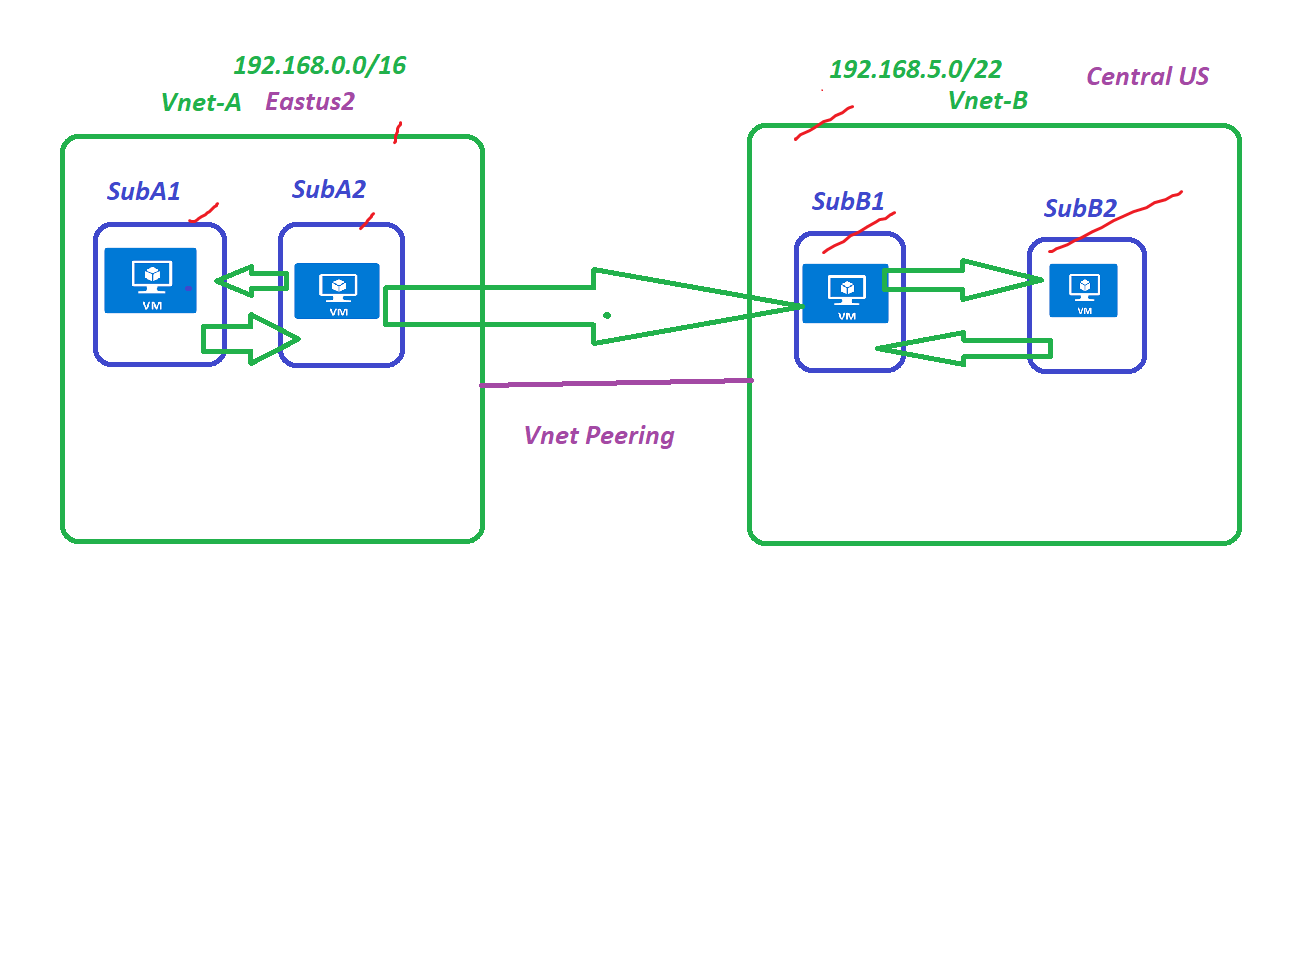 192.168.0.0/16
Vnet-A Eastus2
192.168.5.0/22
Central US
Vnet-B
SubA1
SubA2
SubB1
SubB2
VM
VM
VM
VM
Vnet Peering